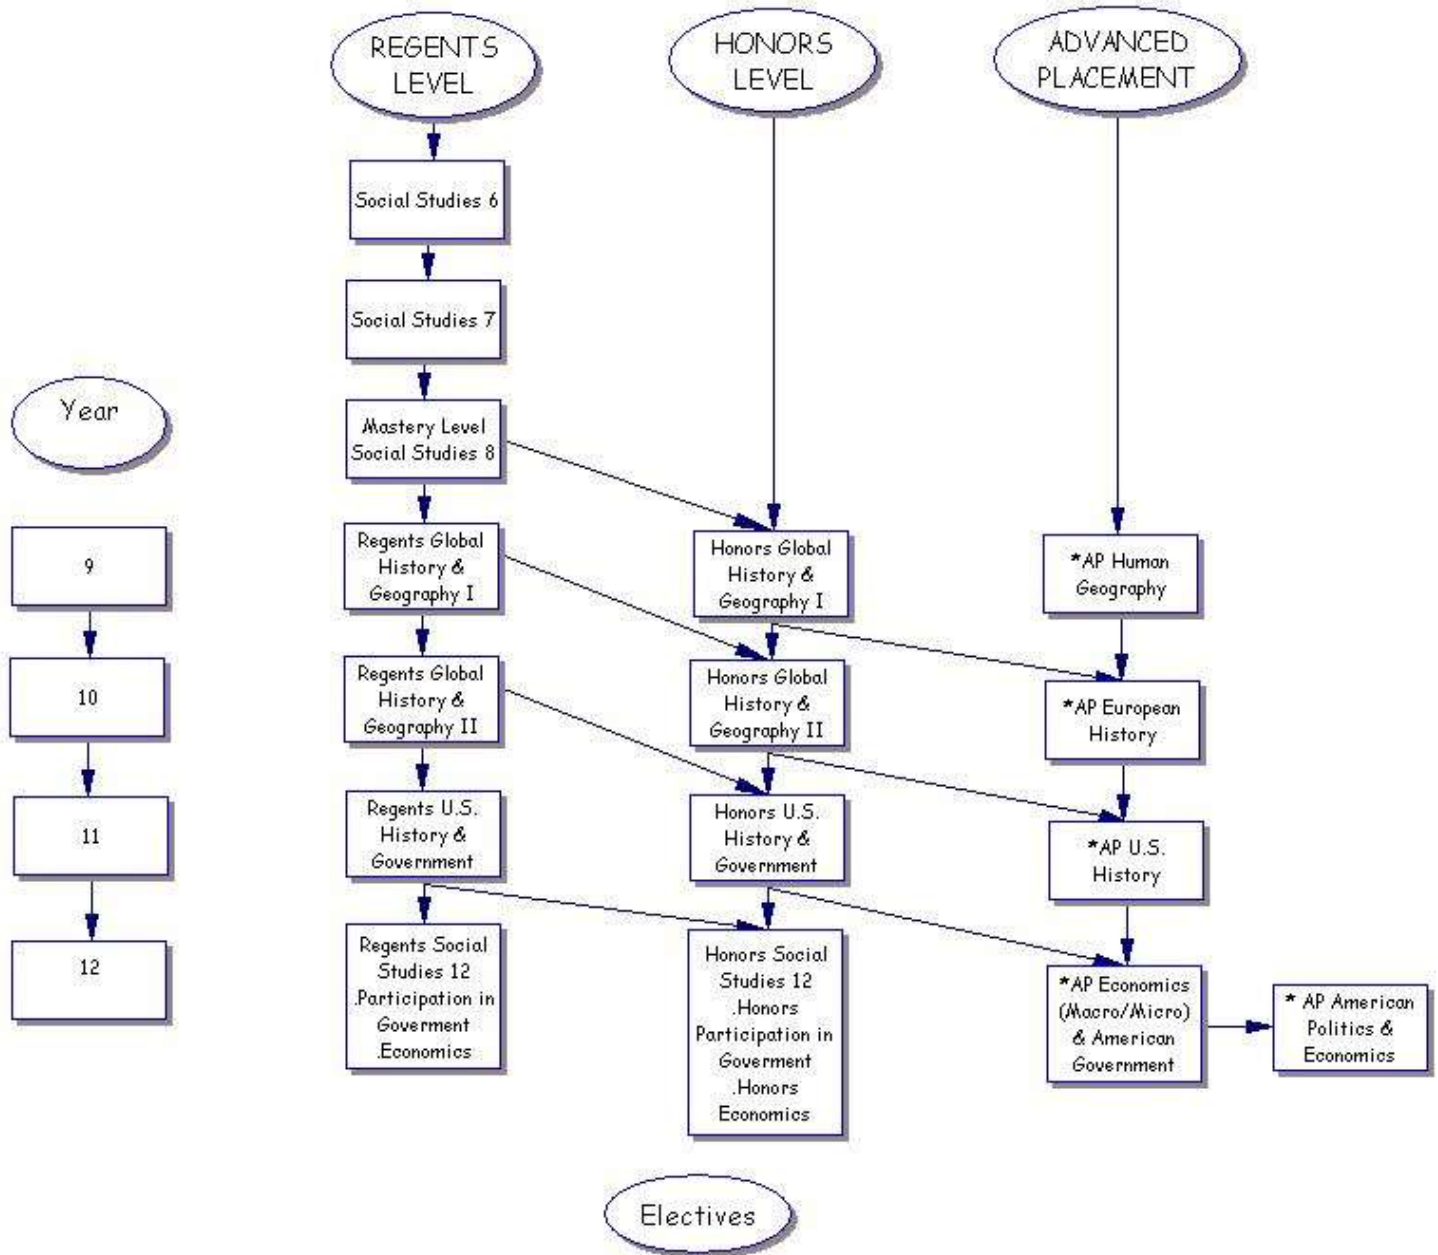 REGENTS
LEVEL
HONORS
LEVEL
ADVANCED
PLACEMENT
Social Studies 6
Social Studies 7
Year
Mastery Level
Social Studies 8
9
Regents Global
History &
Geography I
Honors Global
History &
Geography I
*AP Human
Geography
10
Regents Global
History &
Geography II
Honors Global
History &
Geography II
*AP European
History
11
Regents U.S.
History &
Government
Honors U.S.
History &
Government
*AP U.S.
History
12
Regents Social
Studies 12
.Participation in
Goverment
.Economics
Honors Social
Studies 12
.Honors
Participation in
Goverment
.Honors
Economics
*AP Economics
(Macro/Micro)
& American
Government
* AP American
Politics &
Economics
Electives